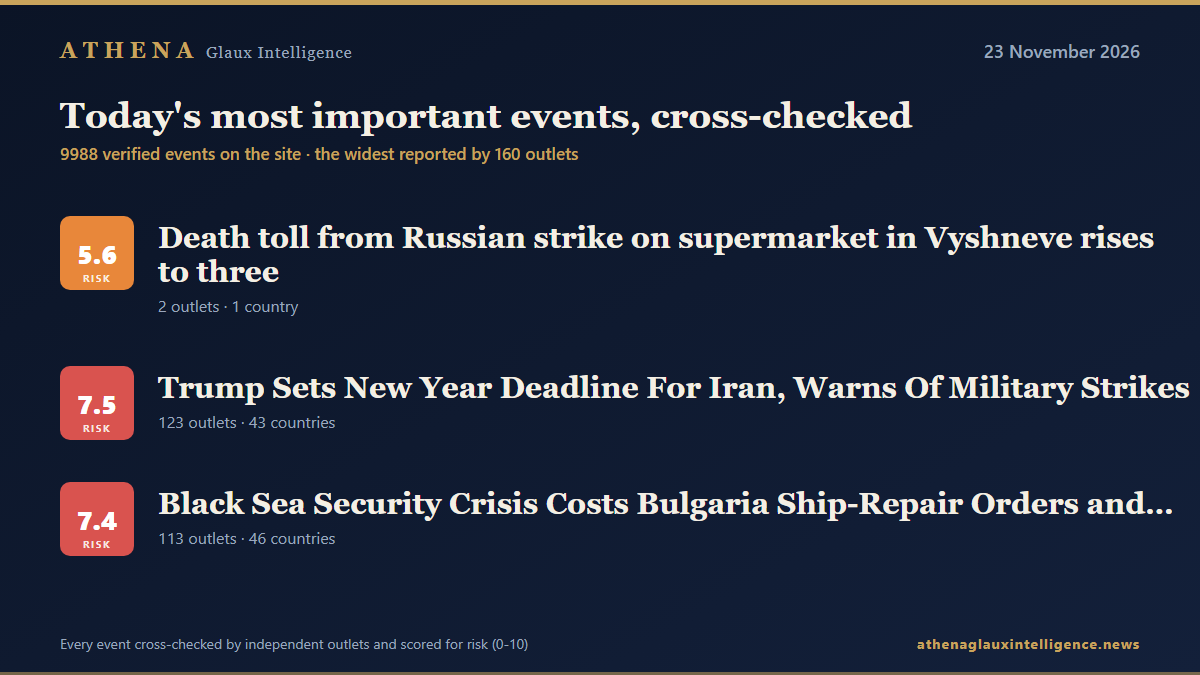 ATHENA Glaux Intelligence
23 November 2026
Today's most important events, cross-checked
9988 verified events on the site · the widest reported by 160 outlets
5.6
RISK
Death toll from Russian strike on supermarket in Vyshneve rises
to three
2 outlets · 1 country
7.5
RISK
Trump Sets New Year Deadline For Iran, Warns Of Military Strikes
123 outlets · 43 countries
7.4
RISK
Black Sea Security Crisis Costs Bulgaria Ship-Repair Orders and...
113 outlets · 46 countries
Every event cross-checked by independent outlets and scored for risk (0-10)
athenaglauxintelligence.news